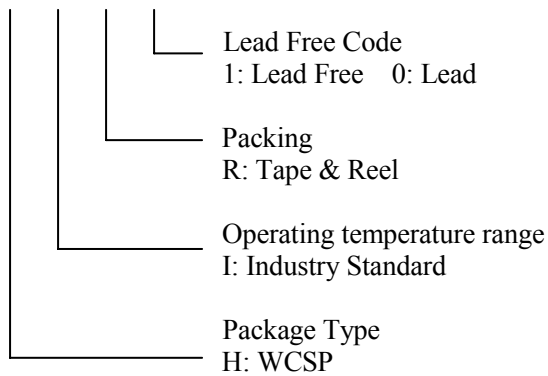 Lead Free Code
1: Lead Free 0: Lead
Packing
R: Tape & Reel
Operating temperature range
I: Industry Standard
Package Type
H: WCSP